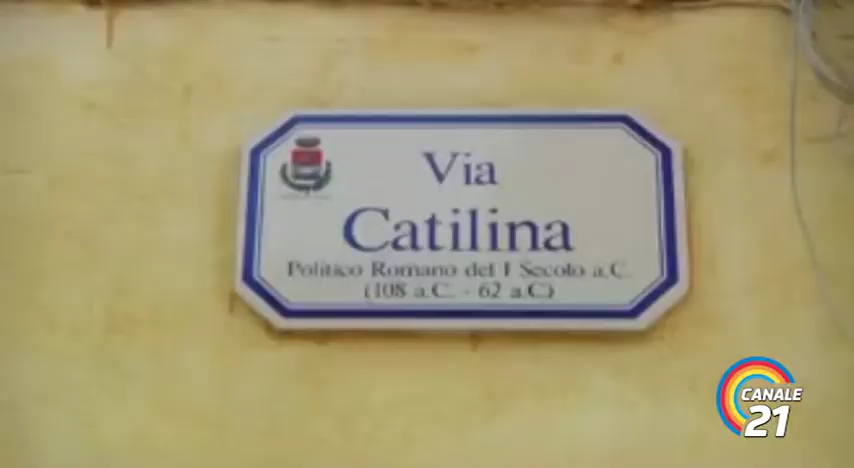 Via
Catilina
Politico Romano del I Secolo a.C.
(108 a.C. - 62 a.C)
CANALE
21